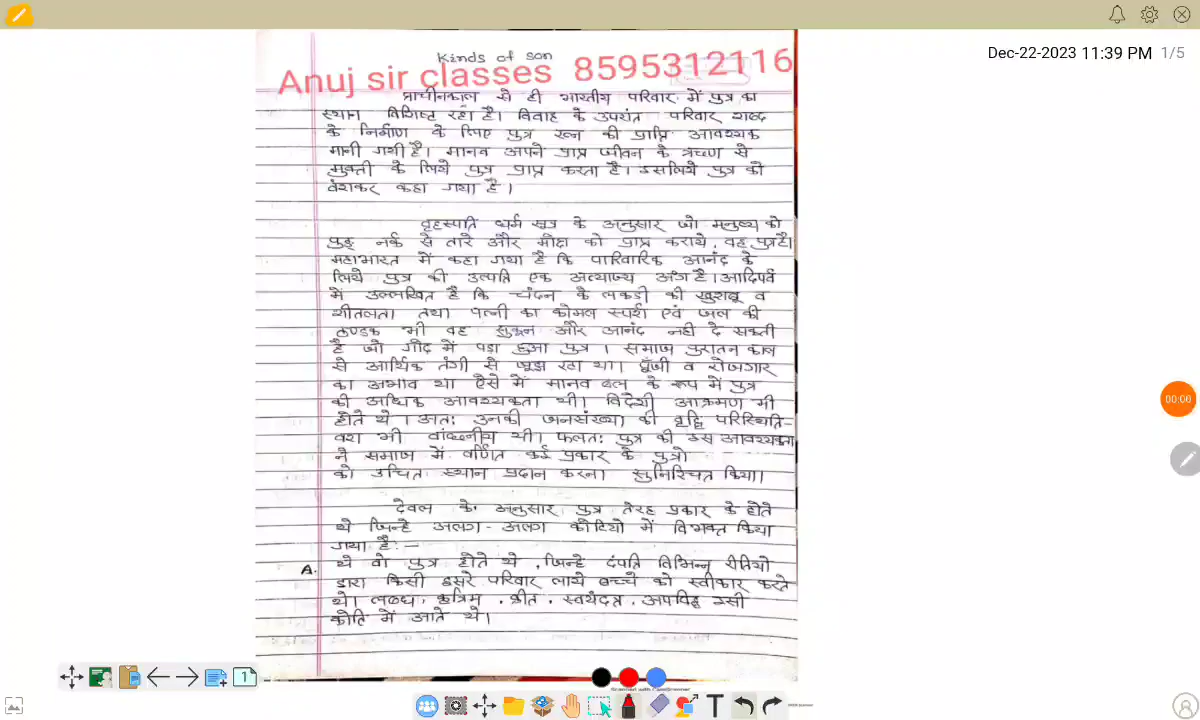 Dec-22-2023 11:39 PM 1/5
Kinds of son
Anuj sir classes 8595312116
प्राचीनकाल से ही भारतीय परिवार में पुत्र का
स्थान विशिष्ट रहा है। विवाह के उपरांत परिवार शब्द
के निर्माण के लिए पुत्र रत्न की प्राप्ति आवश्यक
मानी गयी है। मानव अपने प्राप्त जीवन के ऋण से
मुक्ती के लिये पुत्र प्राप्त करता है। इसलिये पुत्र को
वंशकर कहा गया है।
वृहस्पति धर्म सूत्र के अनुसार जो मनुष्य को
नर्क से तारे और मोक्ष को प्राप्त कराये, वह पुत्र है।
महाभारत में कहा गया है कि पारिवारिक आनंद के
लिये पुत्र की उत्पति एक अत्याज्य अंग है। आदिपर्व
में उल्लखित है कि चंदन के लकडी की खुशबू व
शीतलता तथा पत्नी का कोमल स्पर्श एवं जल की
ठण्डक भी वह सुकून और आनंद नही दे सकती
है जो गोद में पडा हुआ पुत्र। समाज पुरातन काल
से आर्थिक तंगी से जूझ रहा था। पूँजी व रोजगार
का अभाव था ऐसे में मानव बल के रूप में पुत्र
की अधिक आवश्यकता थी। विदेशी आक्रमण भी
होते थे। अत: उनकी जनसंख्या की वृद्धि परिस्थिति-
वश भी वांछनीय थी। फलत: पुत्र की इस आवश्यकता
ने समाज में वर्णित कई प्रकार के पुत्रो
को उचित स्थान प्रदान करना सुनिश्चित किया।
देवल के अनुसार पुत्र तेरह प्रकार के होते
थे जिन्हे अलग-अलग कोटियो में विभक्त किया
गया है:-
A. ये वो पुत्र होते थे, जिन्हे दंपति विभिन्न रीतियो
द्वारा किसी दुसरे परिवार लाये बच्चे को स्वीकार करते
थे। लब्ध, कृत्रिम, क्रीत, स्वयंदत्त, अपविद्ध इसी
कोटि में आते थे।
00:06
1
Scanned with CamScanner